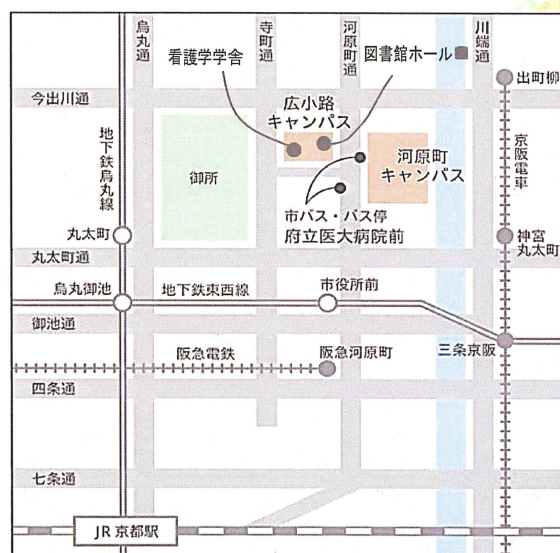 烏丸通
寺町通
河原町通
川端通
看護学学舎
図書館ホール
出町柳
今出川通
広小路
キャンパス
地下鉄烏丸線
京阪電車
御所
河原町
キャンパス
市バス・バス停
府立医大病院前
丸太町
神宮
丸太町
丸太町通
烏丸御池
地下鉄東西線
市役所前
御池通
三条京阪
阪急電鉄
阪急河原町
四条通
七条通
JR 京都駅